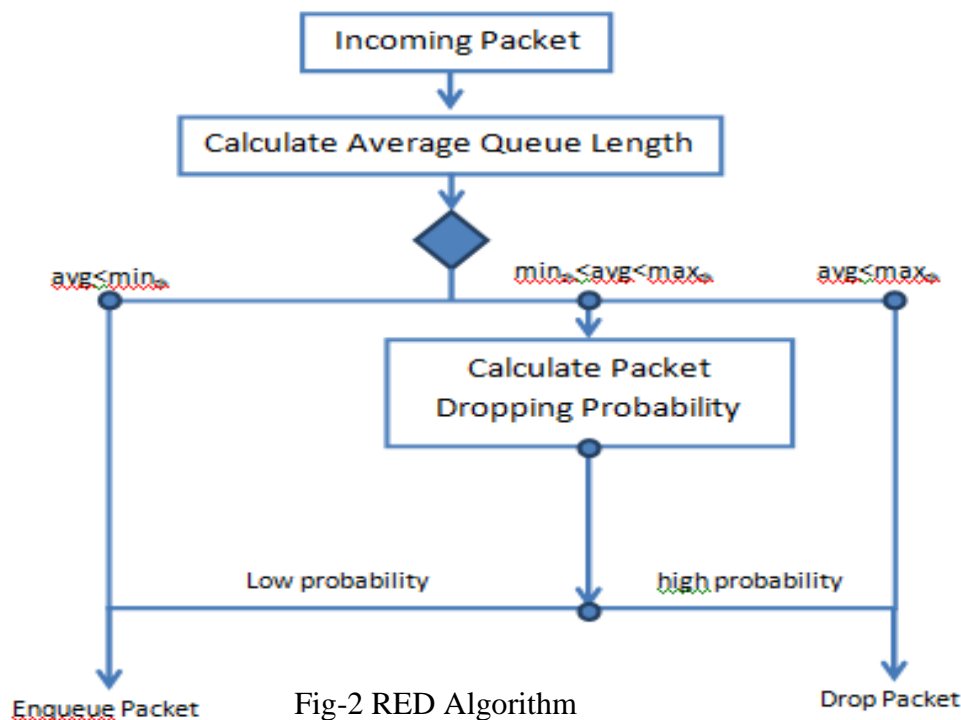 Incoming Packet
Calculate Average Queue Length
avg<min
min<avg<max
avg<max
Calculate Packet
Dropping Probability
Low probability
high probability
Enqueue Packet
Fig-2 RED Algorithm
Drop Packet